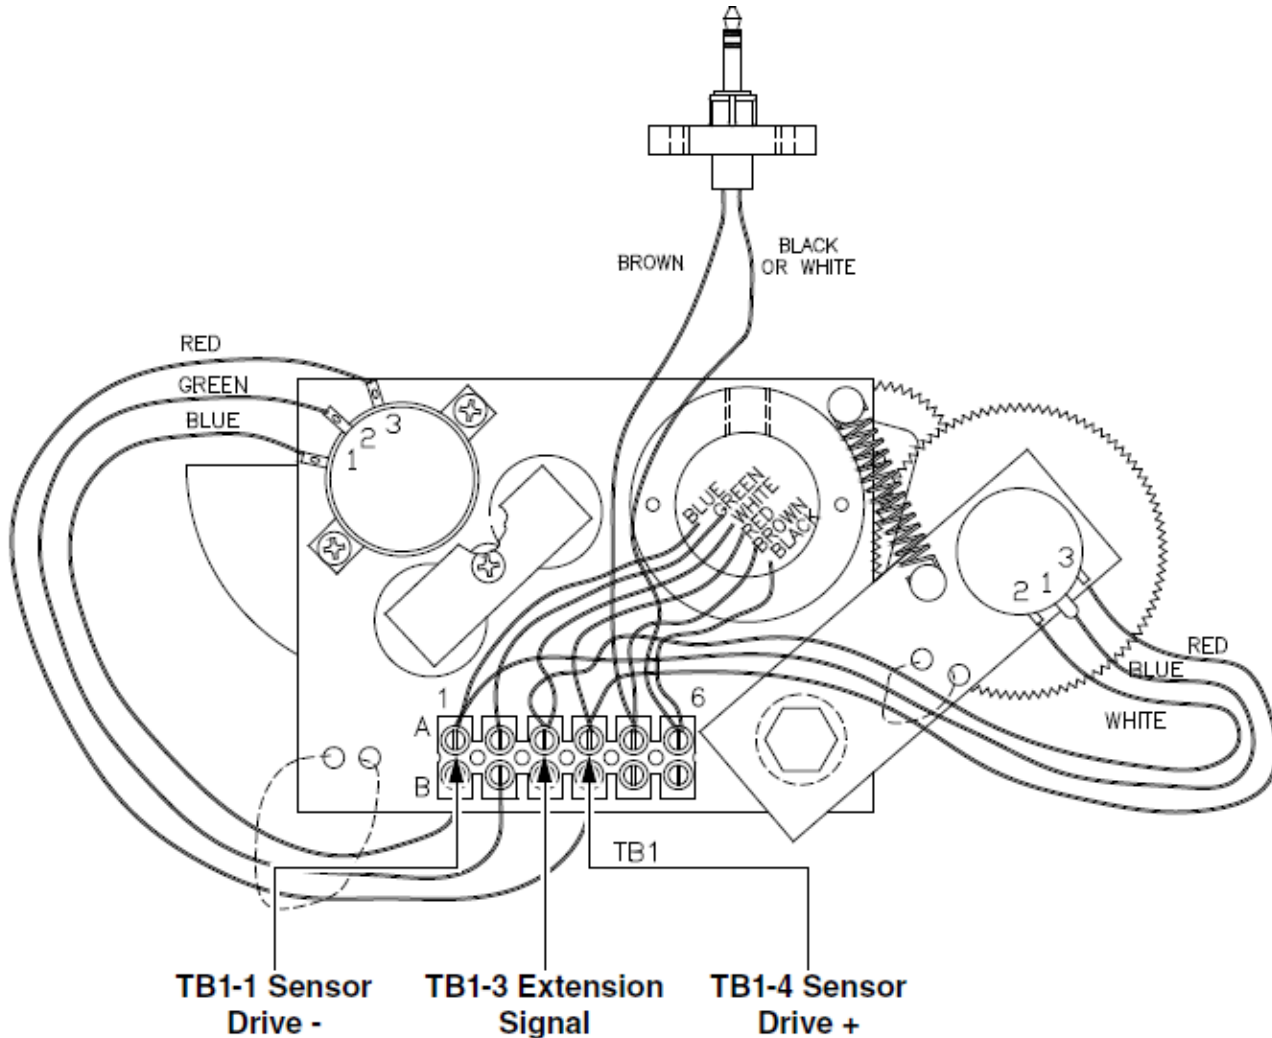 BROWN
BLACK
OR WHITE
RED
GREEN
BLUE
3
2
1
BLUE
GREEN
WHITE
RED
BROWN
BLACK
3
1
2
RED
BLUE
WHITE
1
6
A
B
TB1
TB1-1 Sensor
Drive -
TB1-3 Extension
Signal
TB1-4 Sensor
Drive +